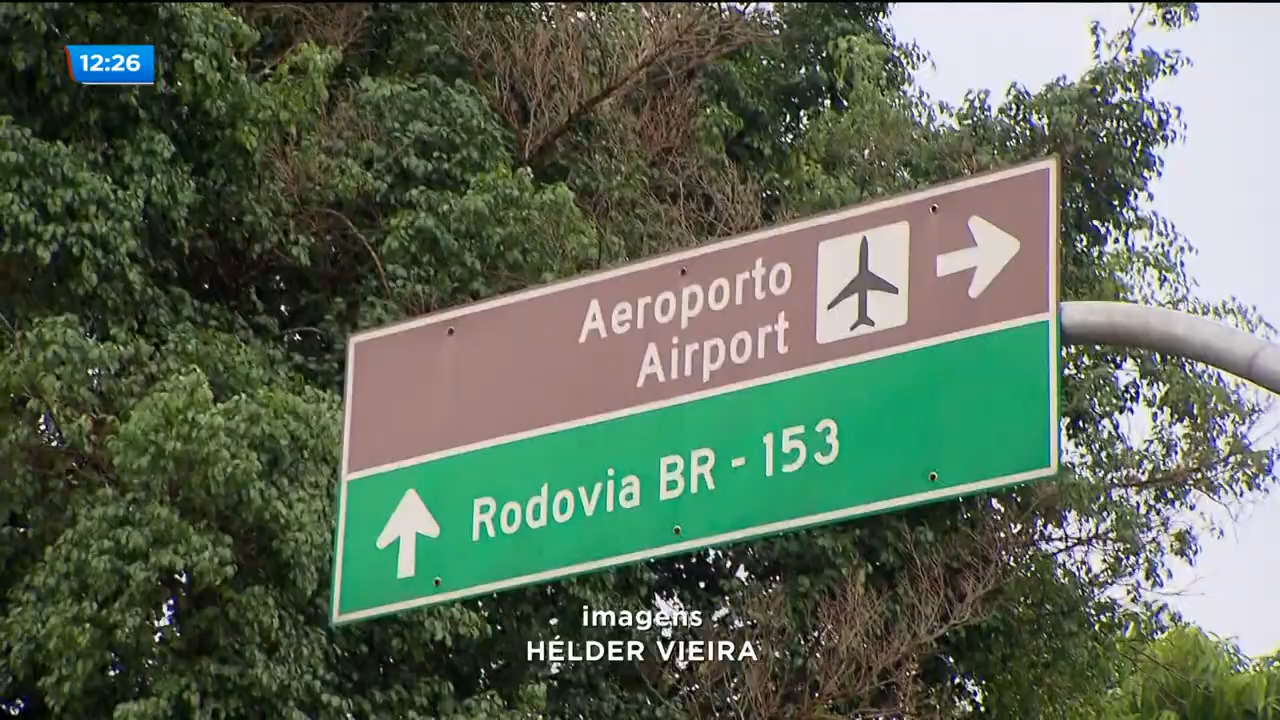 12:26
Aeroporto
Airport
Rodovia BR - 153
imagens
HÉLDER VIEIRA